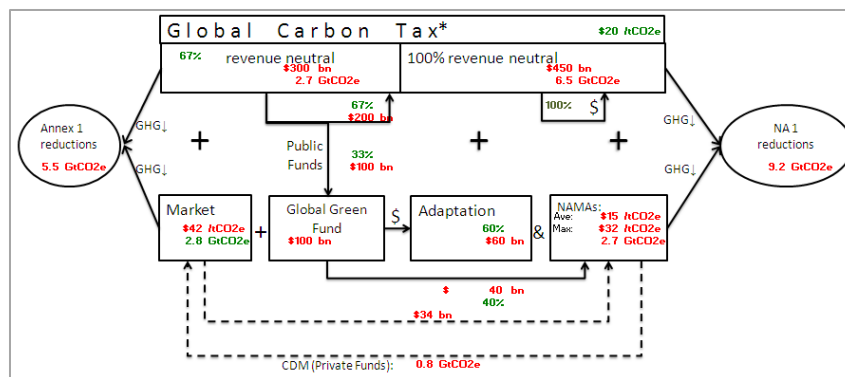 Global Carbon Tax* $20 /tCO2e
67% revenue neutral 100% revenue neutral
$300 bn $450 bn
2.7 GtCO2e 6.5 GtCO2e
67% 100% $
$200 bn
Annex 1 reductions
5.5 GtCO2e
GHG↓
GHG↓
+
Public Funds
33%
$100 bn
+
+
GHG↓
GHG↓
NA1 reductions
9.2 GtCO2e
Market
$42 /tCO2e
2.8 GtCO2e
+
Global Green Fund
$100 bn
$
Adaptation
60%
$60 bn
&
NAMAs:
Ave: $15 /tCO2e
Max: $32 /tCO2e
2.7 GtCO2e
$ 40 bn
40%
$34 bn
CDM (Private Funds): 0.8 GtCO2e